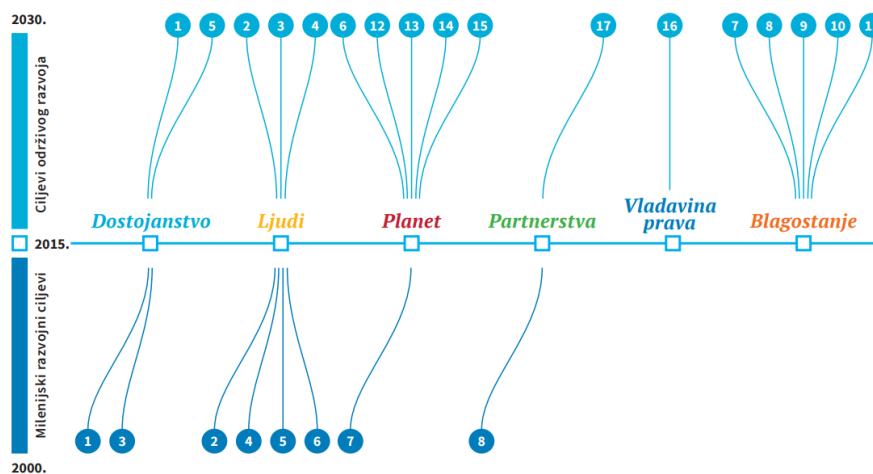 2030.
1 5 2 3 4 6 12 13 14 15 17 16 7 8 9 10
Ciljevi održivog razvoja
Dostojanstvo Ljudi Planet Partnerstva Vladavina prava Blagostanje
2015.
Milenijski razvojni ciljevi
1 3 2 4 5 6 7 8
2000.